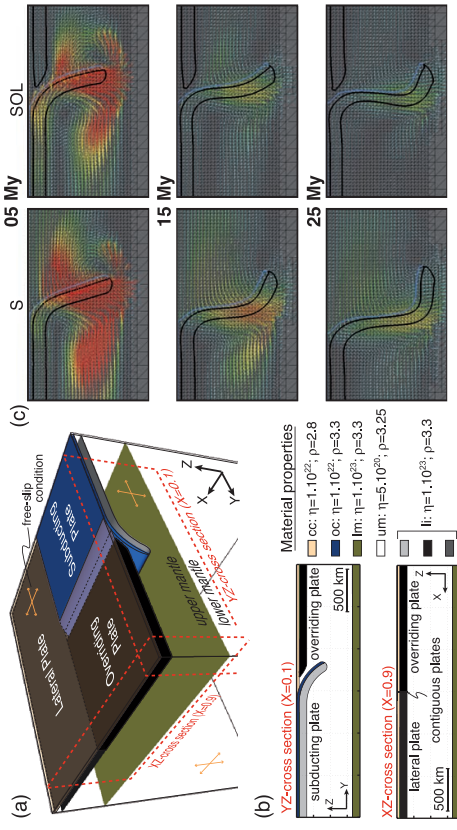 (a)
free-slip
condition
Lateral Plate
Subducting
Plate
Overriding
Plate
upper mantle
lower mantle
YZ-cross section (X=0.1)
XZ-cross section (X=0.9)
Z
X
Y
(b)
YZ-cross section (X=0.1)
subducting plate
overriding plate
Z
Y
500 km
XZ-cross section (X=0.9)
lateral plate
overriding plate
contiguous plates
500 km
Z
X
Material properties
cc: η=1.10²²; ρ=2.8
oc: η=1.10²²; ρ=3.3
lm: η=1.10²³; ρ=3.3
um: η=5.10²⁰; ρ=3.25
li: η=1.10²³; ρ=3.3
(c)
S
SOL
05 My
15 My
25 My